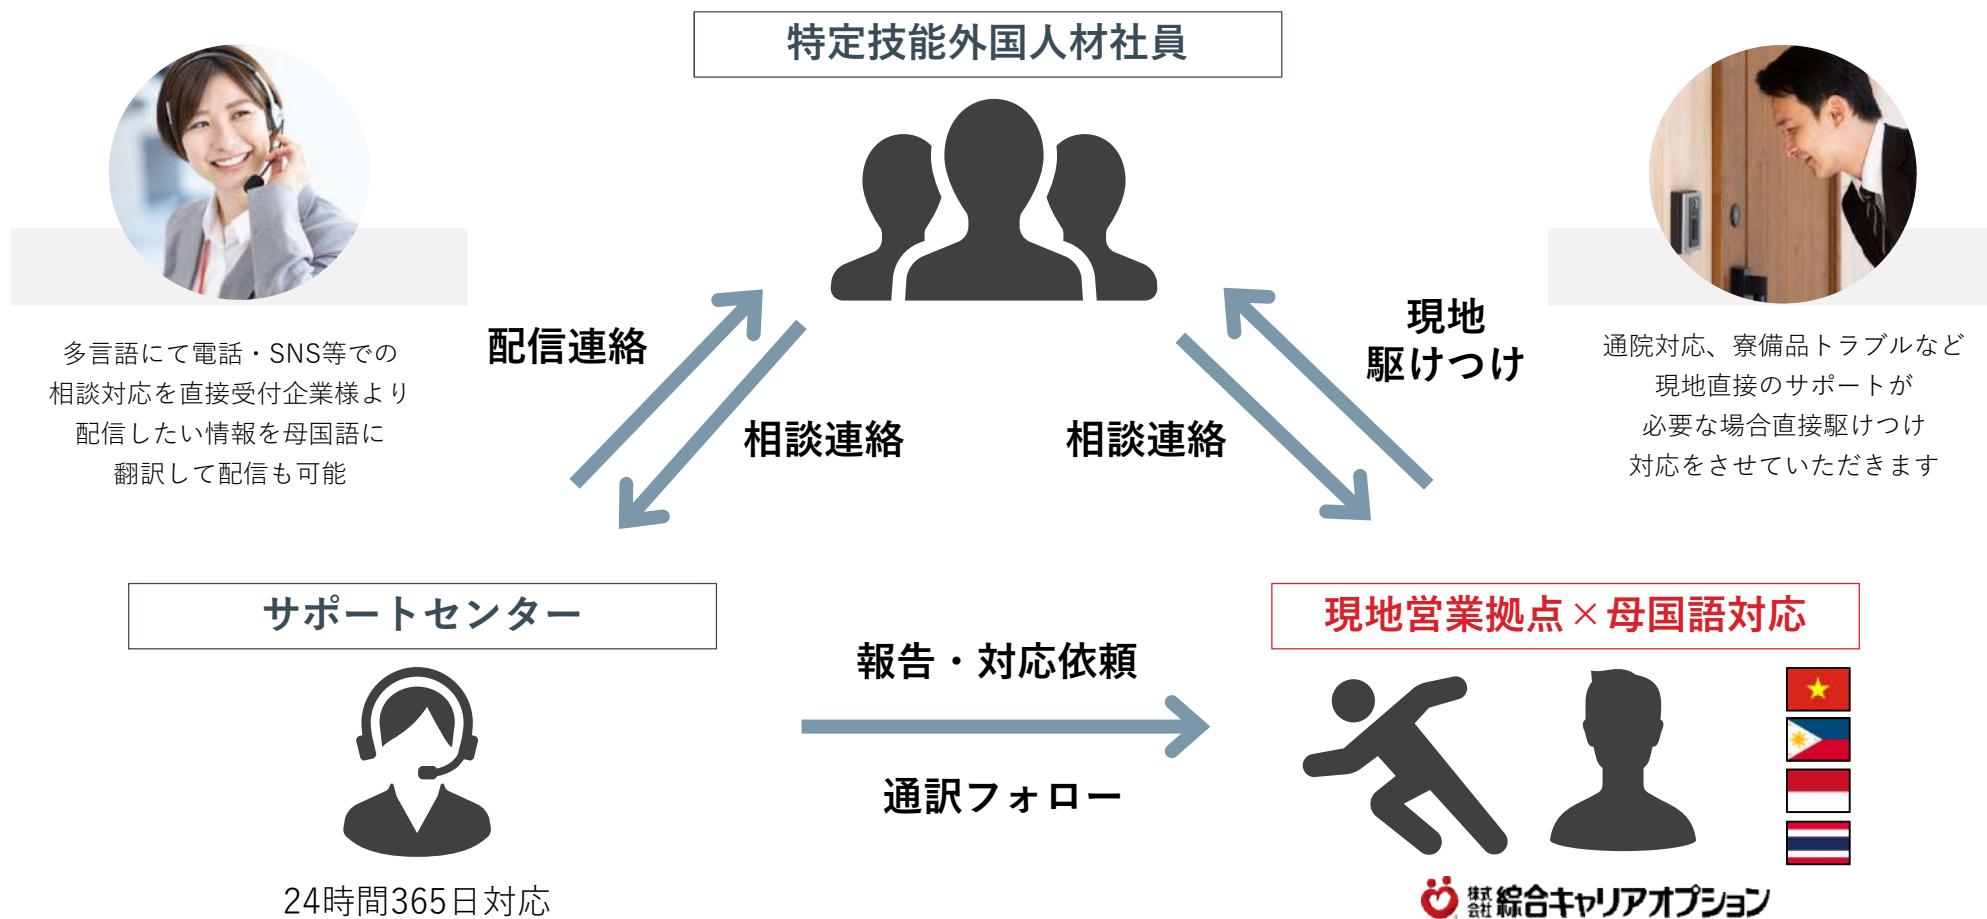 特定技能外国人材社員
多言語にて電話・SNS等での
相談対応を直接受付企業様より
配信したい情報を母国語に
翻訳して配信も可能
配信連絡
相談連絡
相談連絡
現地
駆けつけ
通院対応、寮備品トラブルなど
現地直接のサポートが
必要な場合直接駆けつけ
対応をさせていただきます
サポートセンター
24時間365日対応
報告・対応依頼
通訳フォロー
現地営業拠点×母国語対応
株式会社綜合キャリアオプション